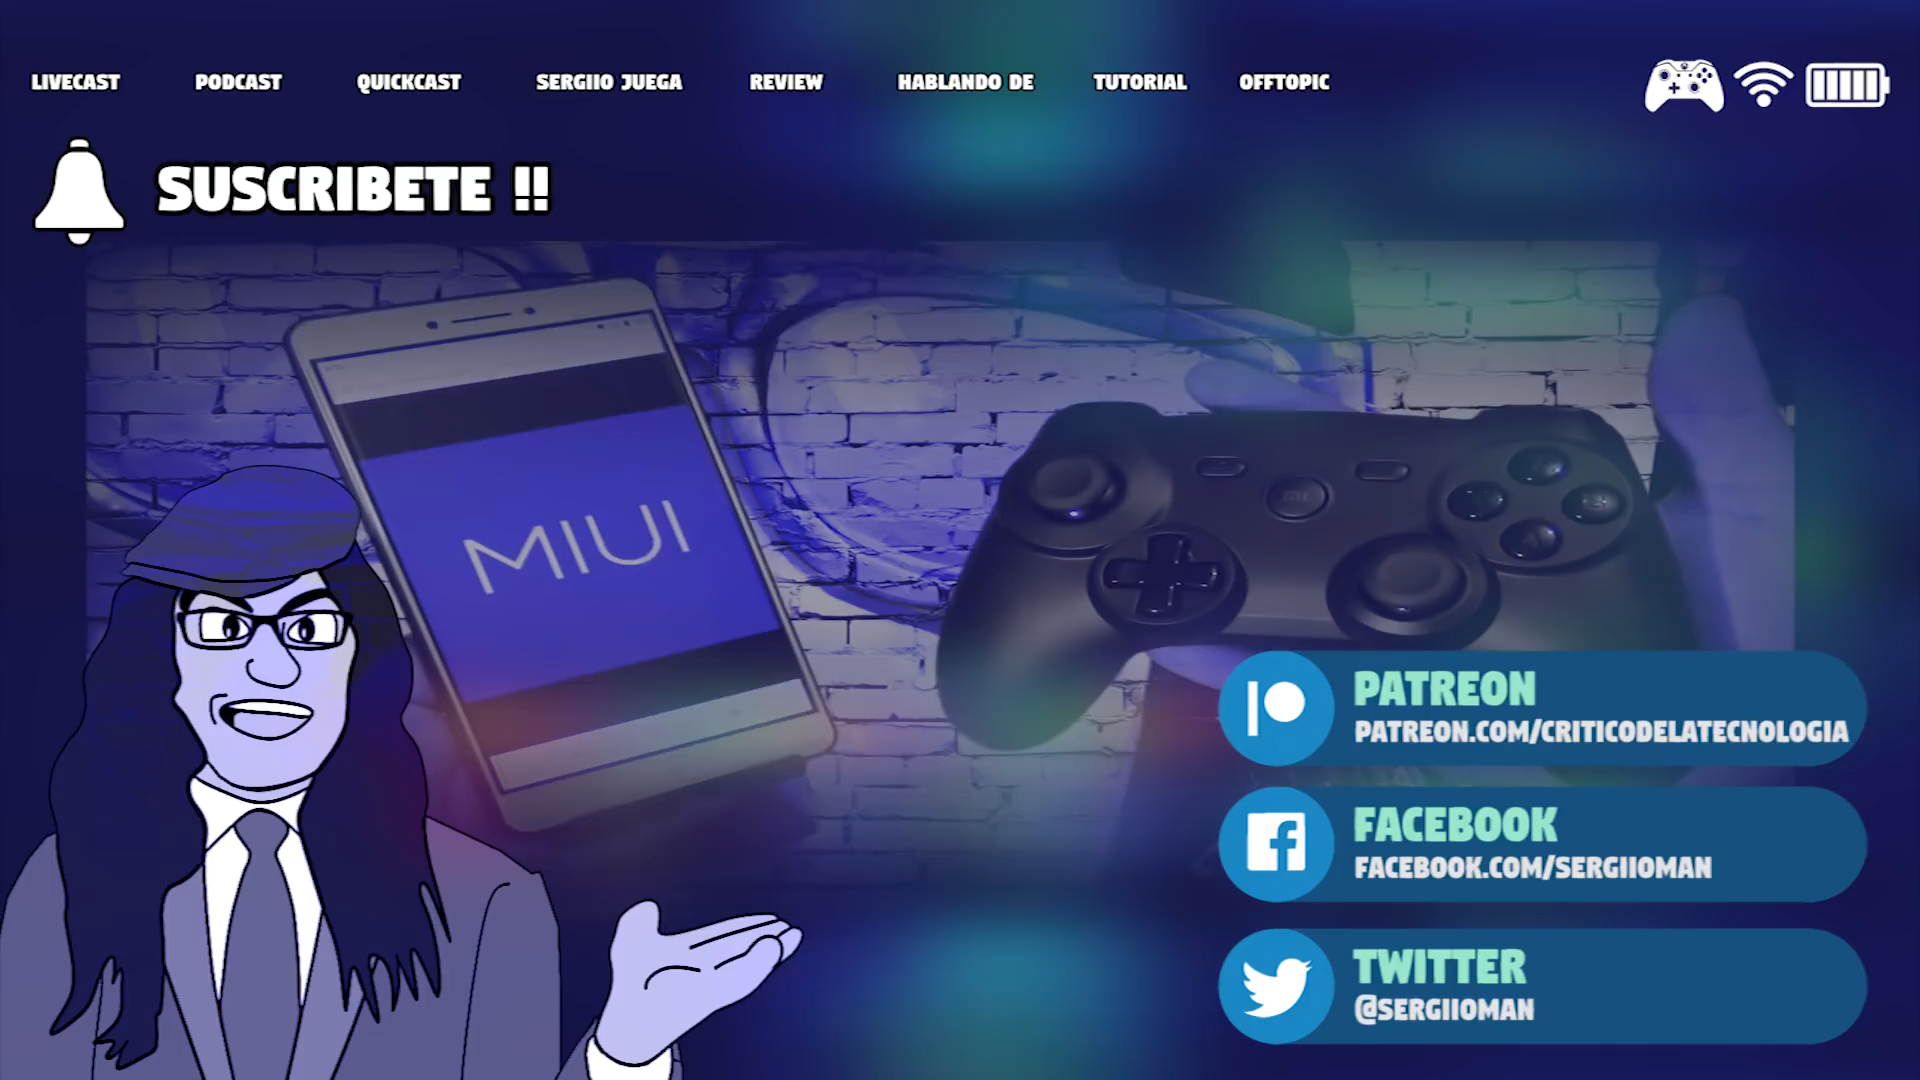 LIVECAST
PODCAST
QUICKCAST
SERGIIO JUEGA
REVIEW
HABLANDO DE
TUTORIAL
OFFTOPIC
SUSCRIBETE !!
MIUI
MI
PATREON
PATREON.COM/CRITICODELATECNOLOGIA
FACEBOOK
FACEBOOK.COM/SERGIIOMAN
TWITTER
@SERGIIOMAN